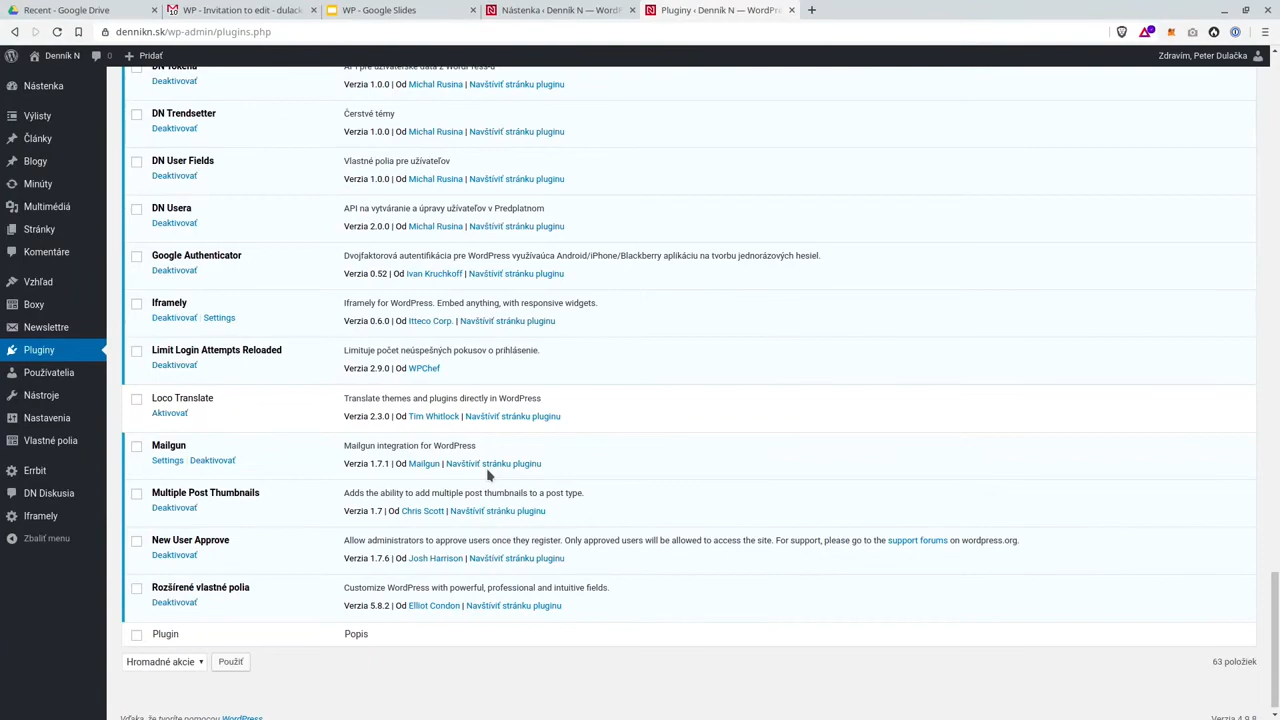 Recent - Google Drive
WP - Invitation to edit - dulack
WP - Google Slides
Nástenka ‹ Denník N — WordPr
Pluginy ‹ Denník N — WordPre
dennikn.sk/wp-admin/plugins.php
Denník N
0
Pridať
Zdravím, Peter Dulačka
Nástenka
Výlisty
Články
Blogy
Minúty
Multimédiá
Stránky
Komentáre
Vzhľad
Boxy
Newslettre
Pluginy
Používatelia
Nástroje
Nastavenia
Vlastné polia
Errbit
DN Diskusia
Iframely
Zbaliť menu
Deaktivovať
Verzia 1.0.0 | Od Michal Rusina | Navštíviť stránku pluginu
DN Trendsetter
Čerstvé témy
Deaktivovať
Verzia 1.0.0 | Od Michal Rusina | Navštíviť stránku pluginu
DN User Fields
Vlastné polia pre užívateľov
Deaktivovať
Verzia 1.0.0 | Od Michal Rusina | Navštíviť stránku pluginu
DN Usera
API na vytváranie a úpravy užívateľov v Predplatnom
Deaktivovať
Verzia 2.0.0 | Od Michal Rusina | Navštíviť stránku pluginu
Google Authenticator
Dvojfaktorová autentifikácia pre WordPress využívaúca Android/iPhone/Blackberry aplikáciu na tvorbu jednorázových hesiel.
Deaktivovať
Verzia 0.52 | Od Ivan Kruchkoff | Navštíviť stránku pluginu
Iframely
Iframely for WordPress. Embed anything, with responsive widgets.
Deaktivovať | Settings
Verzia 0.6.0 | Od Itteco Corp. | Navštíviť stránku pluginu
Limit Login Attempts Reloaded
Limituje počet neúspešných pokusov o prihlásenie.
Deaktivovať
Verzia 2.9.0 | Od WPChef
Loco Translate
Translate themes and plugins directly in WordPress
Aktivovať
Verzia 2.3.0 | Od Tim Whitlock | Navštíviť stránku pluginu
Mailgun
Mailgun integration for WordPress
Settings | Deaktivovať
Verzia 1.7.1 | Od Mailgun | Navštíviť stránku pluginu
Multiple Post Thumbnails
Adds the ability to add multiple post thumbnails to a post type.
Deaktivovať
Verzia 1.7 | Od Chris Scott | Navštíviť stránku pluginu
New User Approve
Allow administrators to approve users once they register. Only approved users will be allowed to access the site. For support, please go to the support forums on wordpress.org.
Deaktivovať
Verzia 1.7.6 | Od Josh Harrison | Navštíviť stránku pluginu
Rozšírené vlastné polia
Customize WordPress with powerful, professional and intuitive fields.
Deaktivovať
Verzia 5.8.2 | Od Elliot Condon | Navštíviť stránku pluginu
Plugin
Popis
Hromadné akcie
Použiť
63 položiek
Vďaka, že tvoríte pomocou WordPress
Verzia 4.9.8